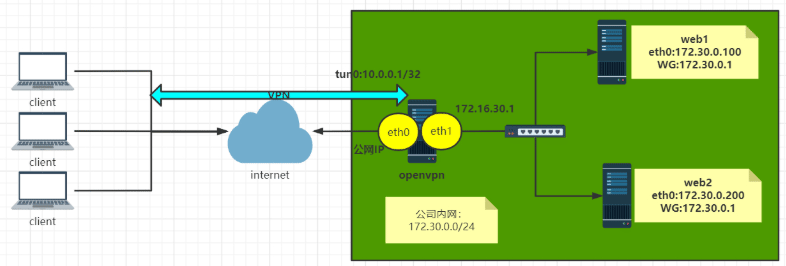 client
client
client
VPN
internet
tun0:10.0.0.1/32
172.16.30.1
eth0
eth1
公网IP
openvpn
公司内网：
172.30.0.0/24
web1
eth0:172.30.0.100
WG:172.30.0.1
web2
eth0:172.30.0.200
WG:172.30.0.1